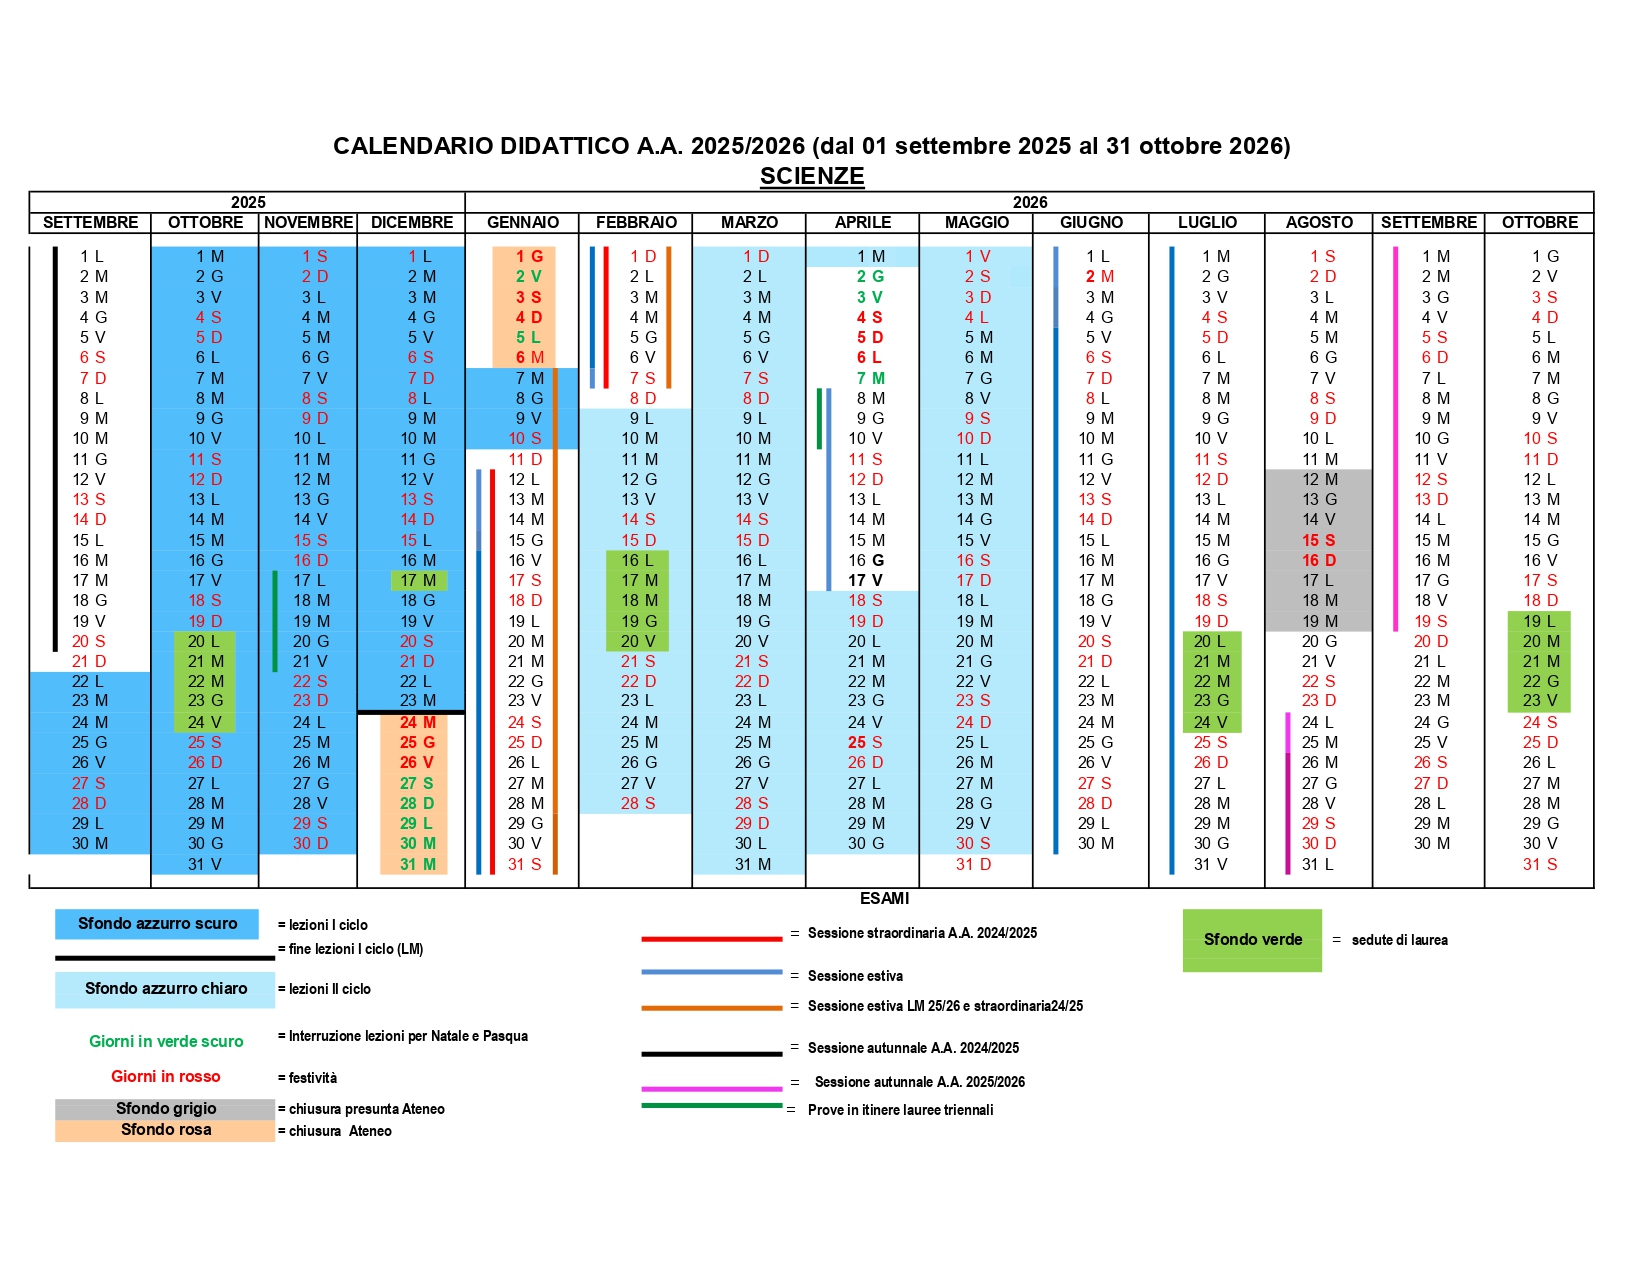 CALENDARIO DIDATTICO A.A. 2025/2026 (dal 01 settembre 2025 al 31 ottobre 2026)
SCIENZE
2025 2026
SETTEMBRE OTTOBRE NOVEMBRE DICEMBRE GENNAIO FEBBRAIO MARZO APRILE MAGGIO GIUGNO LUGLIO AGOSTO SETTEMBRE OTTOBRE
1 L 1 M 1 S 1 L 1 G 1 D 1 D 1 M 1 V 1 L 1 M 1 S 1 M 1 G
2 M 2 G 2 D 2 M 2 V 2 L 2 L 2 G 2 S 2 M 2 G 2 D 2 M 2 V
3 M 3 V 3 L 3 M 3 S 3 M 3 M 3 V 3 D 3 M 3 V 3 L 3 G 3 S
4 G 4 S 4 M 4 G 4 D 4 M 4 M 4 S 4 L 4 G 4 S 4 M 4 V 4 D
5 V 5 D 5 M 5 V 5 L 5 G 5 G 5 D 5 M 5 V 5 D 5 M 5 S 5 L
6 S 6 L 6 G 6 S 6 M 6 V 6 V 6 L 6 M 6 S 6 L 6 G 6 D 6 M
7 D 7 M 7 V 7 D 7 M 7 S 7 S 7 M 7 G 7 D 7 M 7 V 7 L 7 M
8 L 8 M 8 S 8 L 8 G 8 D 8 D 8 M 8 V 8 L 8 M 8 S 8 M 8 G
9 M 9 G 9 D 9 M 9 V 9 L 9 L 9 G 9 S 9 M 9 G 9 D 9 M 9 V
10 M 10 V 10 L 10 M 10 S 10 M 10 M 10 V 10 D 10 M 10 V 10 L 10 G 10 S
11 G 11 S 11 M 11 G 11 D 11 M 11 M 11 S 11 L 11 G 11 S 11 M 11 V 11 D
12 V 12 D 12 M 12 V 12 L 12 G 12 G 12 D 12 M 12 V 12 D 12 M 12 S 12 L
13 S 13 L 13 G 13 S 13 M 13 V 13 V 13 L 13 M 13 S 13 L 13 G 13 D 13 M
14 D 14 M 14 V 14 D 14 M 14 S 14 S 14 M 14 G 14 D 14 M 14 V 14 L 14 M
15 L 15 M 15 S 15 L 15 G 15 D 15 D 15 M 15 V 15 L 15 M 15 S 15 M 15 G
16 M 16 G 16 D 16 M 16 V 16 L 16 L 16 G 16 S 16 M 16 G 16 D 16 M 16 V
17 M 17 V 17 L 17 M 17 S 17 M 17 M 17 V 17 D 17 M 17 V 17 L 17 G 17 S
18 G 18 S 18 M 18 G 18 D 18 M 18 M 18 S 18 L 18 G 18 S 18 M 18 V 18 D
19 V 19 D 19 M 19 V 19 L 19 G 19 G 19 D 19 M 19 V 19 D 19 M 19 S 19 L
20 S 20 L 20 G 20 S 20 M 20 V 20 V 20 L 20 M 20 S 20 L 20 G 20 D 20 M
21 D 21 M 21 V 21 D 21 M 21 S 21 S 21 M 21 G 21 D 21 M 21 V 21 L 21 M
22 L 22 M 22 S 22 L 22 G 22 D 22 D 22 M 22 V 22 L 22 M 22 S 22 M 22 G
23 M 23 G 23 D 23 M 23 V 23 L 23 L 23 G 23 S 23 M 23 G 23 D 23 M 23 V
24 M 24 V 24 L 24 M 24 S 24 M 24 M 24 V 24 D 24 M 24 V 24 L 24 G 24 S
25 G 25 S 25 M 25 G 25 D 25 M 25 M 25 S 25 L 25 G 25 S 25 M 25 V 25 D
26 V 26 D 26 M 26 V 26 L 26 G 26 G 26 D 26 M 26 V 26 D 26 M 26 S 26 L
27 S 27 L 27 G 27 S 27 M 27 V 27 V 27 L 27 M 27 S 27 L 27 G 27 D 27 M
28 D 28 M 28 V 28 D 28 M 28 S 28 S 28 M 28 G 28 D 28 M 28 V 28 L 28 M
29 L 29 M 29 S 29 L 29 G 29 D 29 M 29 V 29 L 29 M 29 S 29 M 29 G
30 M 30 G 30 D 30 M 30 V 30 L 30 G 30 S 30 M 30 G 30 D 30 M 30 V
31 V 31 M 31 S 31 M 31 D 31 V 31 L 31 S
ESAMI
Sfondo azzurro scuro = lezioni I ciclo
= fine lezioni I ciclo (LM)
Sfondo azzurro chiaro = lezioni II ciclo
Giorni in verde scuro = Interruzione lezioni per Natale e Pasqua
Giorni in rosso = festività
Sfondo grigio = chiusura presunta Ateneo
Sfondo rosa = chiusura Ateneo
= Sessione straordinaria A.A. 2024/2025
= Sessione estiva
= Sessione estiva LM 25/26 e straordinaria24/25
= Sessione autunnale A.A. 2024/2025
= Sessione autunnale A.A. 2025/2026
= Prove in itinere lauree triennali
Sfondo verde = sedute di laurea